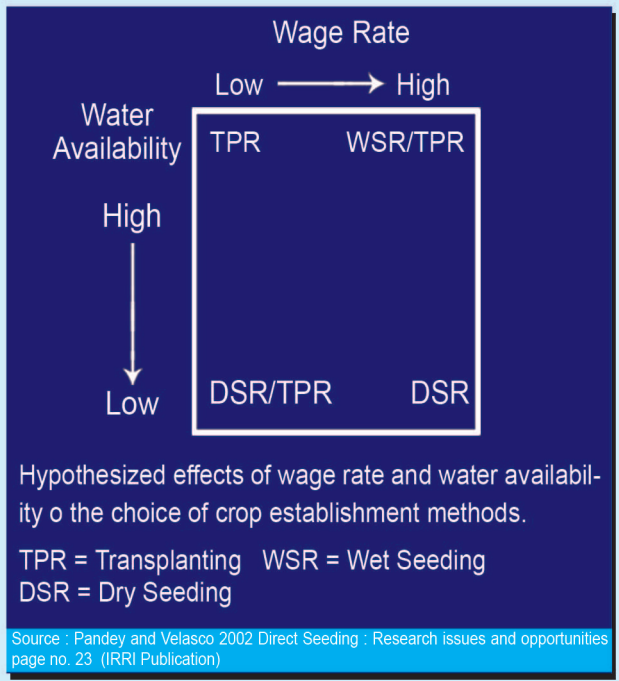 Wage Rate
Low High
Water
Availability
TPR WSR/TPR
High
Low
DSR/TPR DSR
Hypothesized effects of wage rate and water availabil-
ity o the choice of crop establishment methods.
TPR = Transplanting WSR = Wet Seeding
DSR = Dry Seeding
Source : Pandey and Velasco 2002 Direct Seeding : Research issues and opportunities
page no. 23 (IRRI Publication)